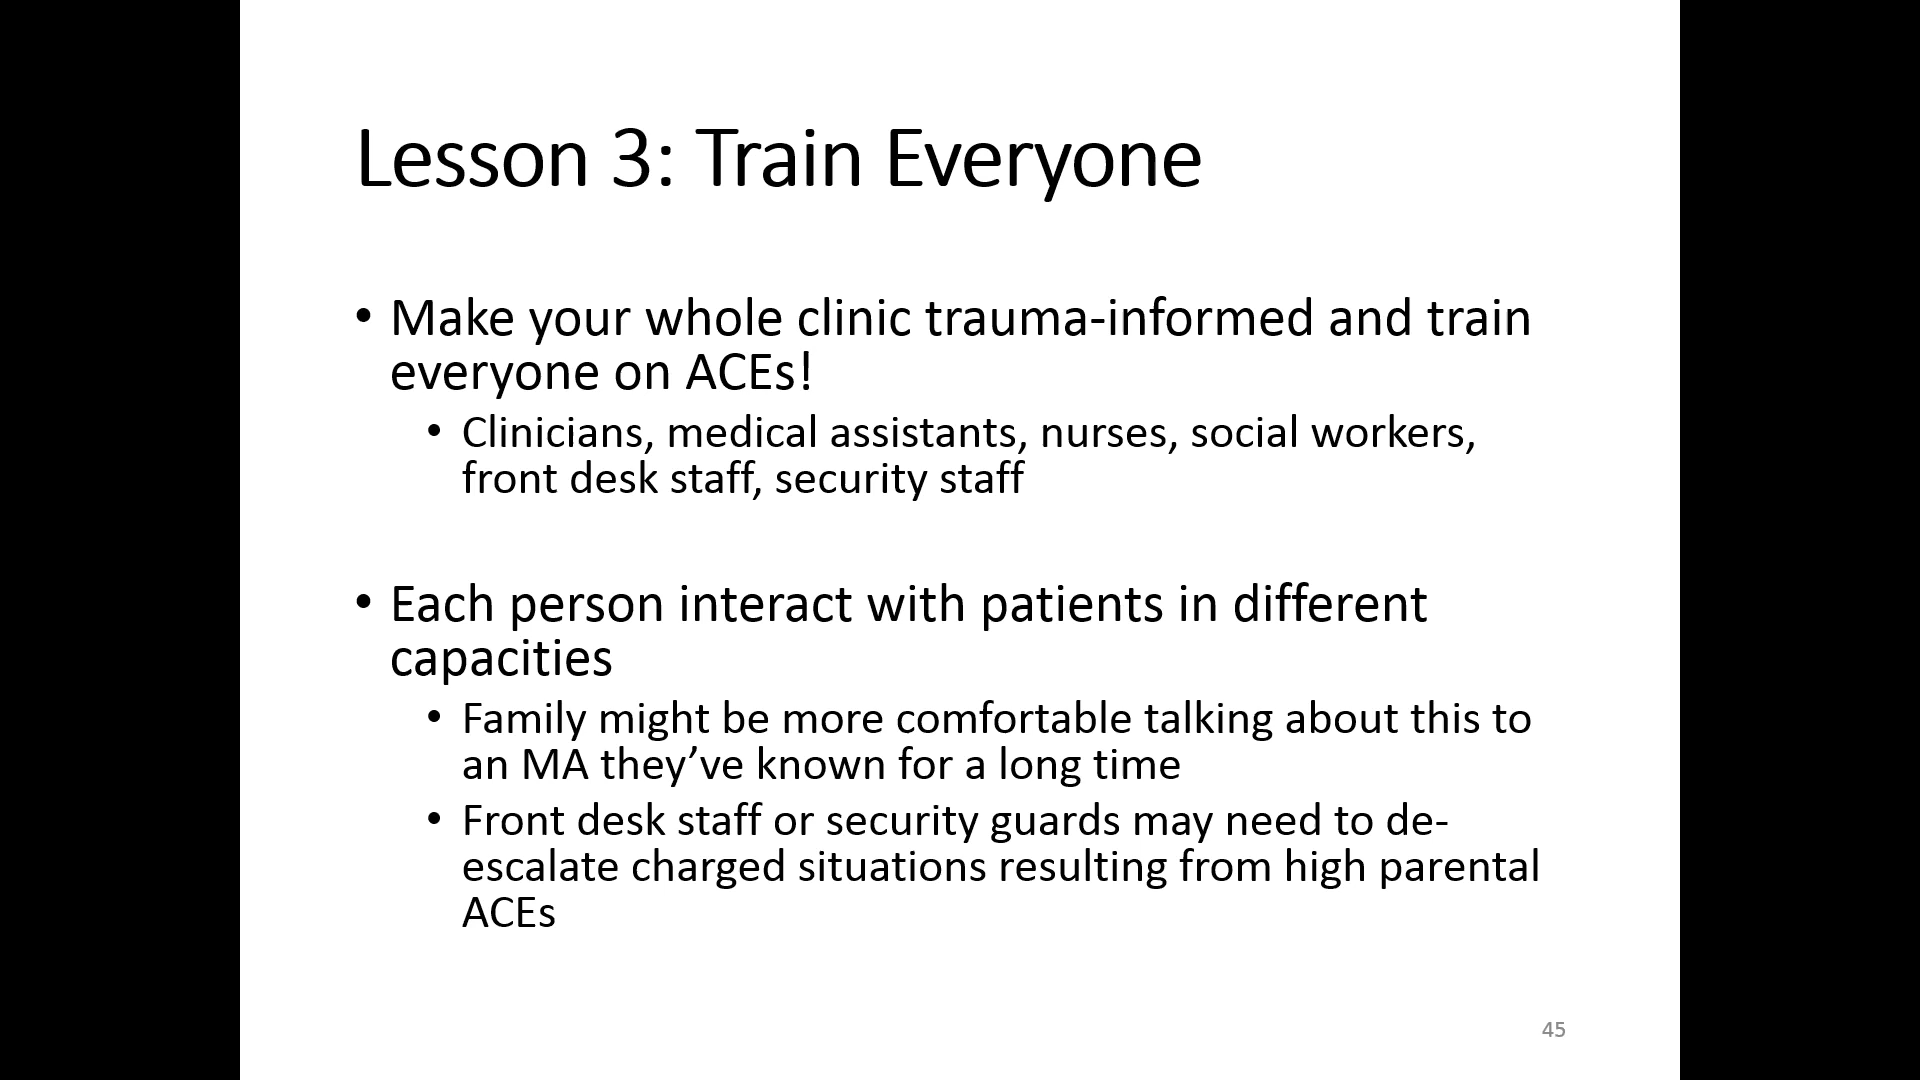 Lesson 3: Train Everyone
• Make your whole clinic trauma-informed and train
everyone on ACEs!
• Clinicians, medical assistants, nurses, social workers,
front desk staff, security staff
• Each person interact with patients in different
capacities
• Family might be more comfortable talking about this to
an MA they’ve known for a long time
• Front desk staff or security guards may need to de-
escalate charged situations resulting from high parental
ACEs
45